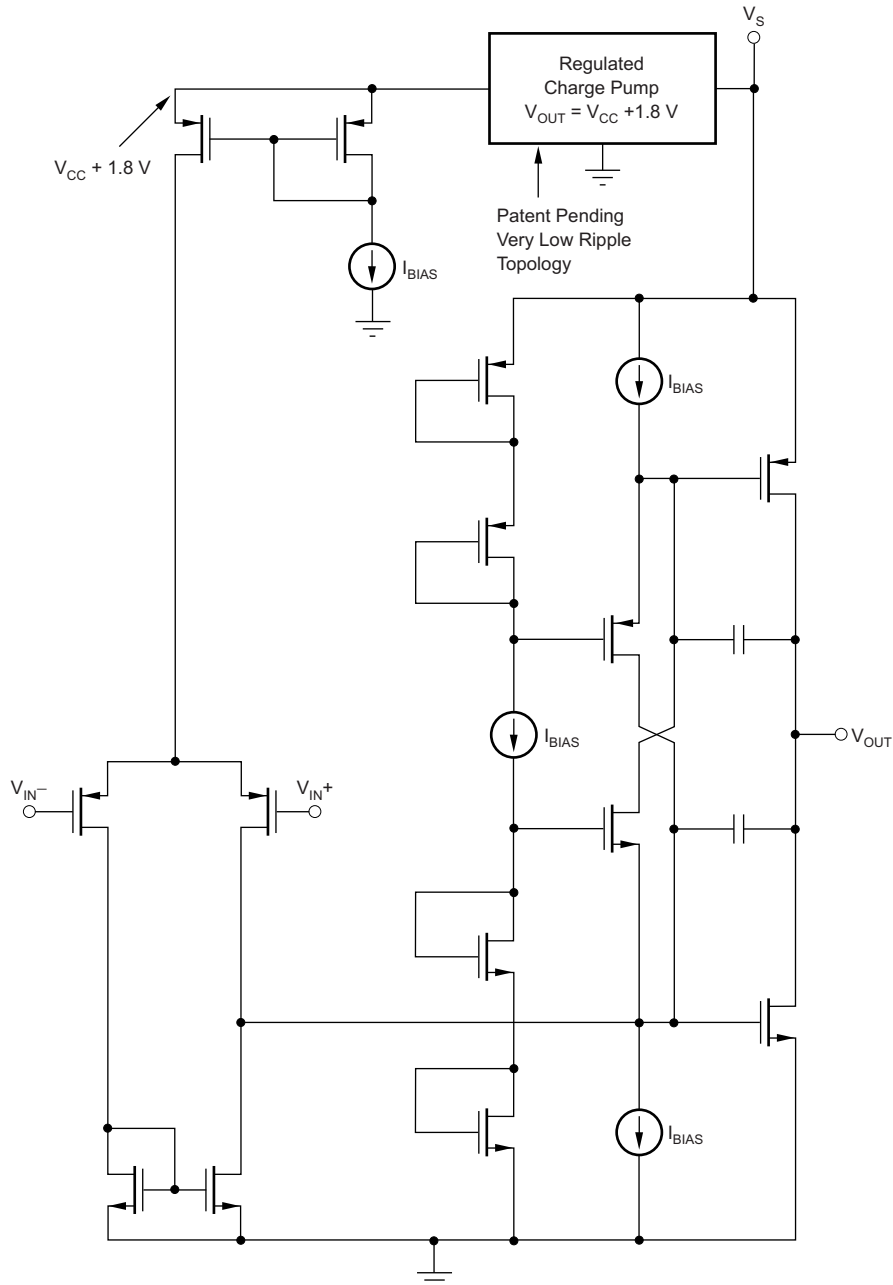 V_S
Regulated
Charge Pump
V_OUT = V_CC +1.8 V
V_CC + 1.8 V
Patent Pending
Very Low Ripple
Topology
I_BIAS
I_BIAS
I_BIAS
V_OUT
V_IN−
V_IN+
I_BIAS